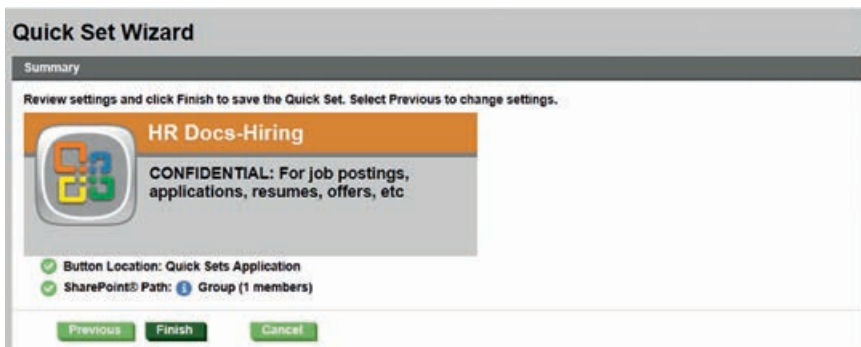 Quick Set Wizard
Summary
Review settings and click Finish to save the Quick Set. Select Previous to change settings.
HR Docs-Hiring
CONFIDENTIAL: For job postings,
applications, resumes, offers, etc
Button Location: Quick Sets Application
SharePoint® Path: Group (1 members)
Previous Finish Cancel